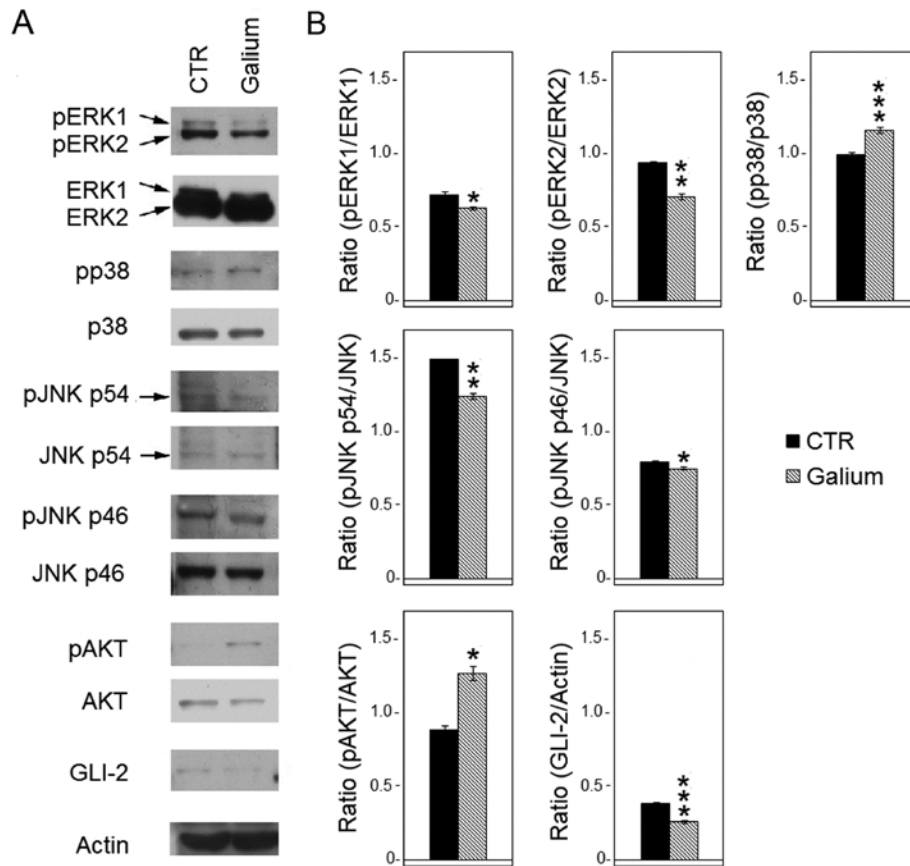 A
CTR
Galium
pERK1
pERK2
ERK1
ERK2
pp38
p38
pJNK p54
JNK p54
pJNK p46
JNK p46
pAKT
AKT
GLI-2
Actin
B
Ratio (pERK1/ERK1)
1.5-
1.0-
0.5-
0-
*
Ratio (pERK2/ERK2)
1.5-
1.0-
0.5-
0-
**
Ratio (pp38/p38)
1.5-
1.0-
0.5-
0-
***
Ratio (pJNK p54/JNK)
1.5-
1.0-
0.5-
0-
**
Ratio (pJNK p46/JNK)
1.5-
1.0-
0.5-
0-
*
CTR
Galium
Ratio (pAKT/AKT)
1.5-
1.0-
0.5-
*
Ratio (GLI-2/Actin)
1.5-
1.0-
0.5-
***